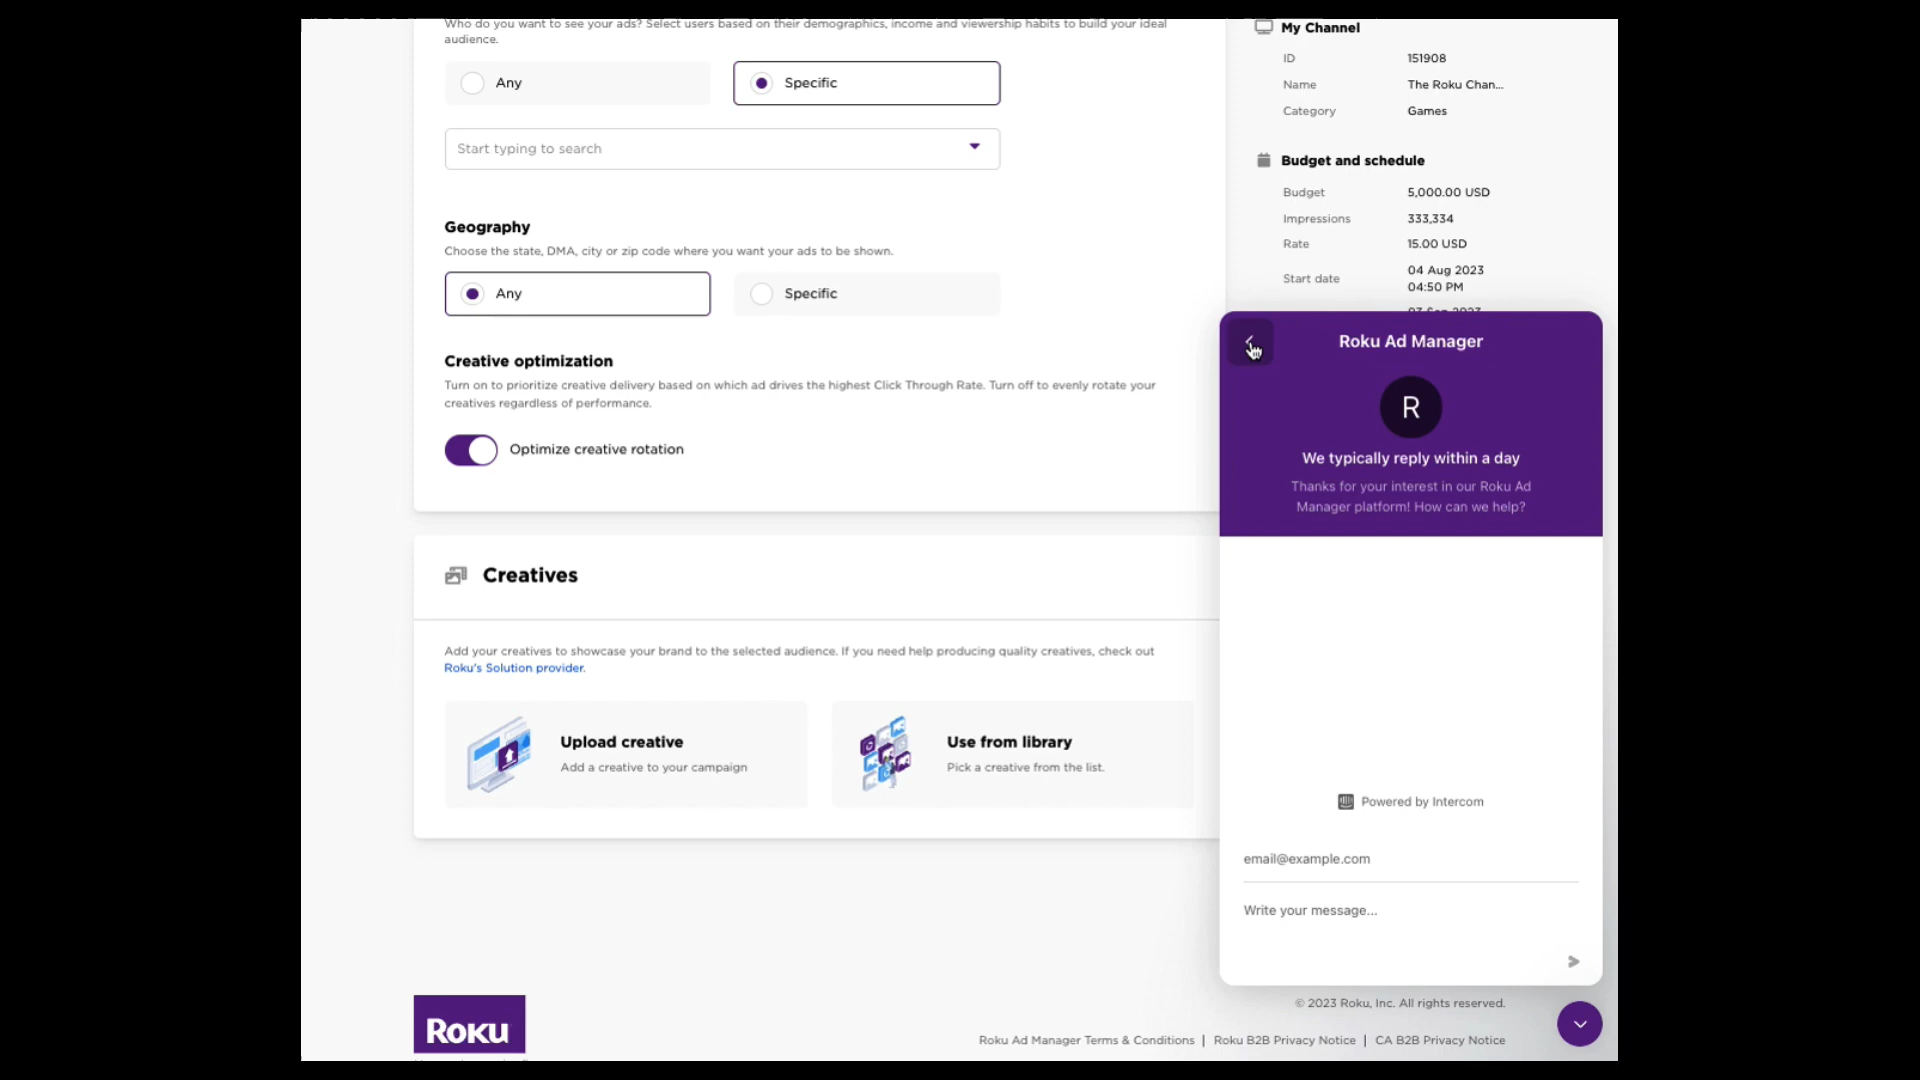 Who do you want to see your ads? Select users based on their demographics, income and viewership habits to build your ideal
audience.
Any
Specific
Start typing to search
Geography
Choose the state, DMA, city or zip code where you want your ads to be shown.
Any
Specific
Creative optimization
Turn on to prioritize creative delivery based on which ad drives the highest Click Through Rate. Turn off to evenly rotate your
creatives regardless of performance.
Optimize creative rotation
Creatives
Add your creatives to showcase your brand to the selected audience. If you need help producing quality creatives, check out
Roku's Solution provider.
Upload creative
Add a creative to your campaign
Use from library
Pick a creative from the list.
My Channel
ID 151908
Name The Roku Chan...
Category Games
Budget and schedule
Budget 5,000.00 USD
Impressions 333,334
Rate 15.00 USD
Start date 04 Aug 2023
04:50 PM
Roku Ad Manager
R
We typically reply within a day
Thanks for your interest in our Roku Ad
Manager platform! How can we help?
Powered by Intercom
email@example.com
Write your message...
Roku
© 2023 Roku, Inc. All rights reserved.
Roku Ad Manager Terms & Conditions | Roku B2B Privacy Notice | CA B2B Privacy Notice